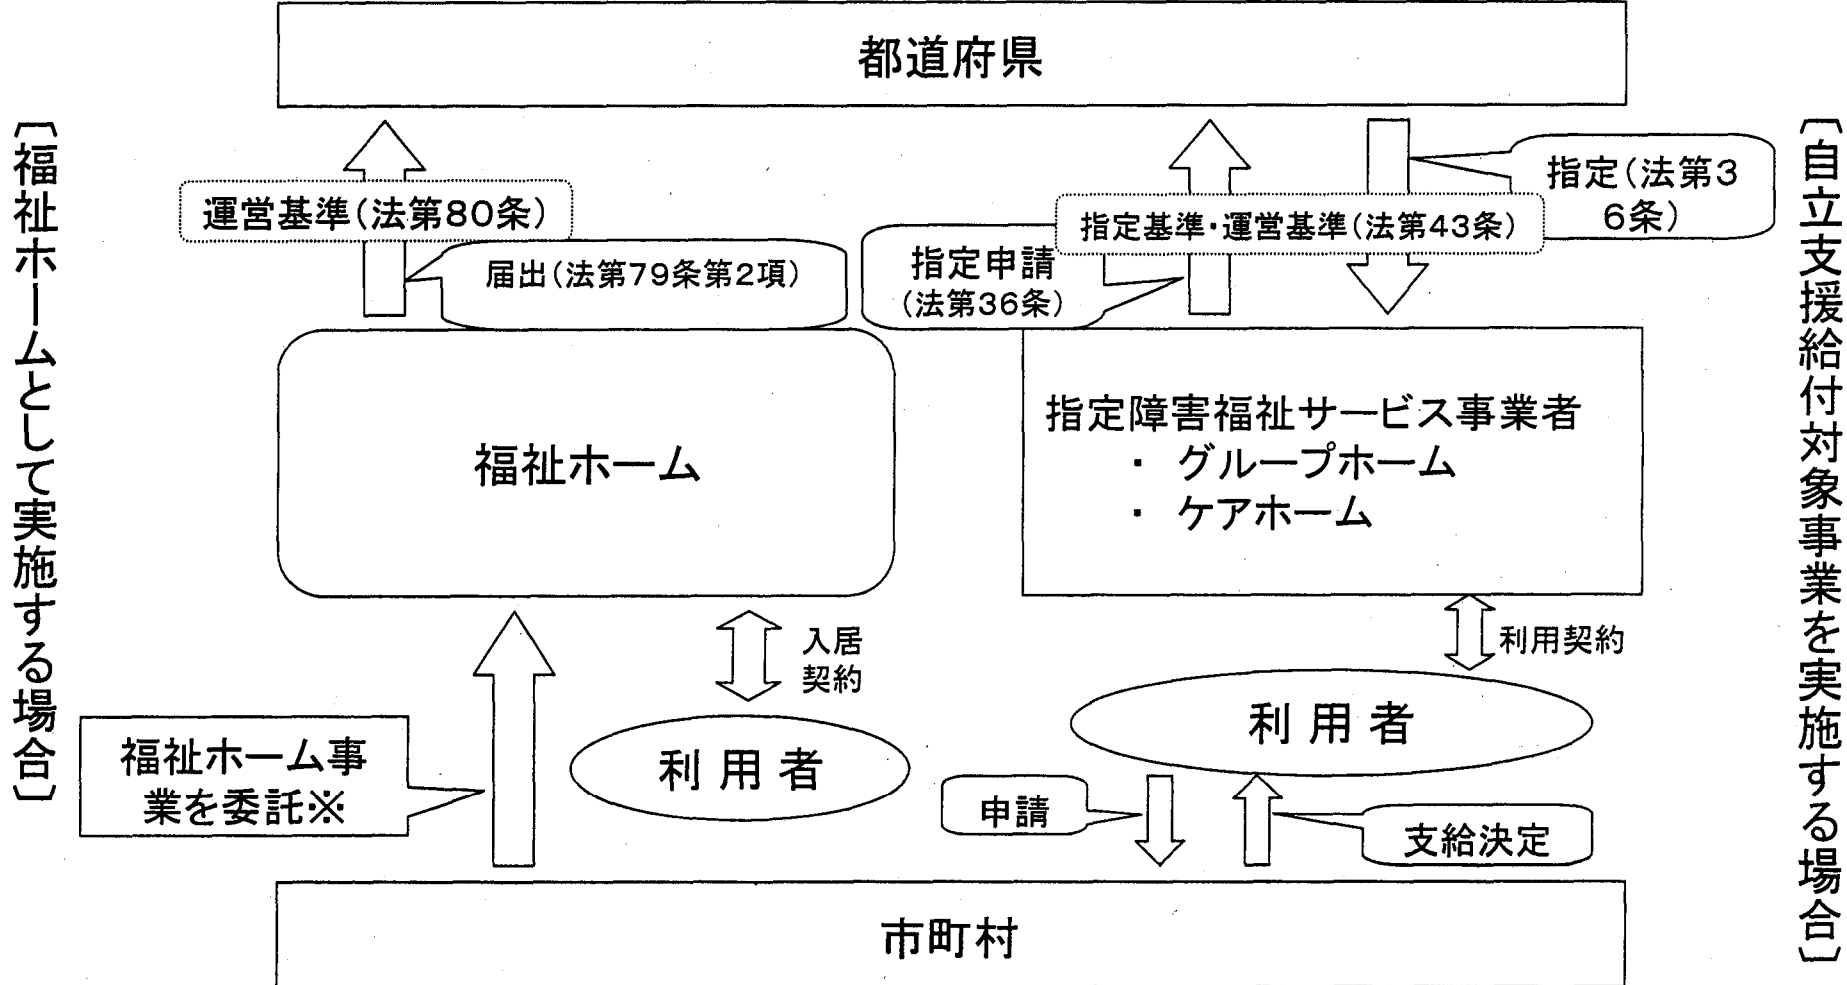 都道府県
〔福祉ホームとして実施する場合〕
運営基準(法第80条)
届出(法第79条第2項)
福祉ホーム
福祉ホーム事
業を委託※
入居
契約
利用者
指定(法第3
6条)
指定基準・運営基準(法第43条)
指定申請
(法第36条)
指定障害福祉サービス事業者
・ グループホーム
・ ケアホーム
利用契約
利用者
申請
支給決定
〔自立支援給付対象事業を実施する場合〕
市町村